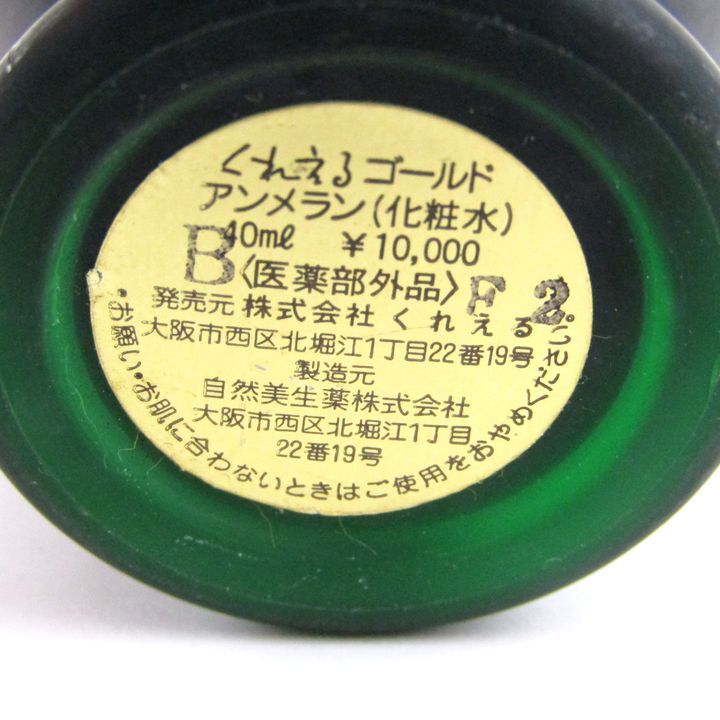 くれえるゴールド
アンメラン(化粧水)
40ml ￥10,000
B〈医薬部外品〉F 2
発売元 株式会社くれえる
大阪市西区北堀江1丁目22番19号
製造元
自然美生薬株式会社
大阪市西区北堀江1丁目
22番19号
・お願い・お肌に合わないときはご使用をおやめください。